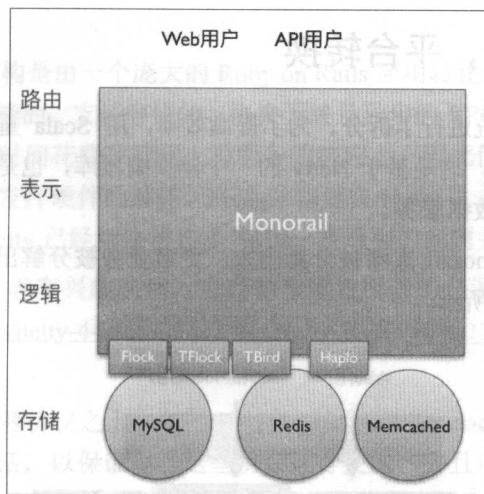 Web用户 API用户
路由
表示
Monorail
逻辑
Flock TFlock TBird Haplo
存储
MySQL Redis Memcached